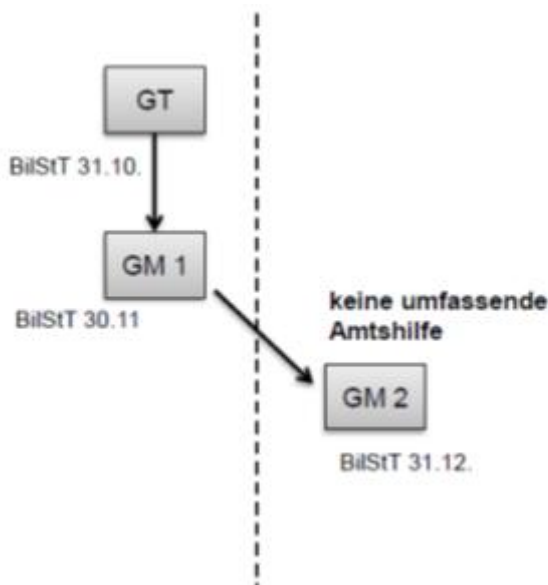 GT
BilStT 31.10.
GM 1
BilStT 30.11
keine umfassende
Amtshilfe
GM 2
BilStT 31.12.